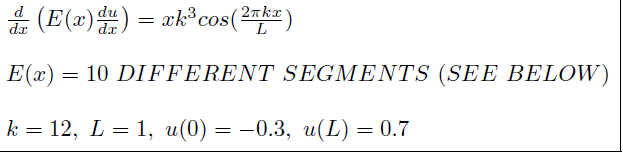 d/dx (E(x) du/dx) = xk³cos(2πkx/L)
E(x) = 10 DIFFERENT SEGMENTS (SEE BELOW)
k = 12, L = 1, u(0) = −0.3, u(L) = 0.7